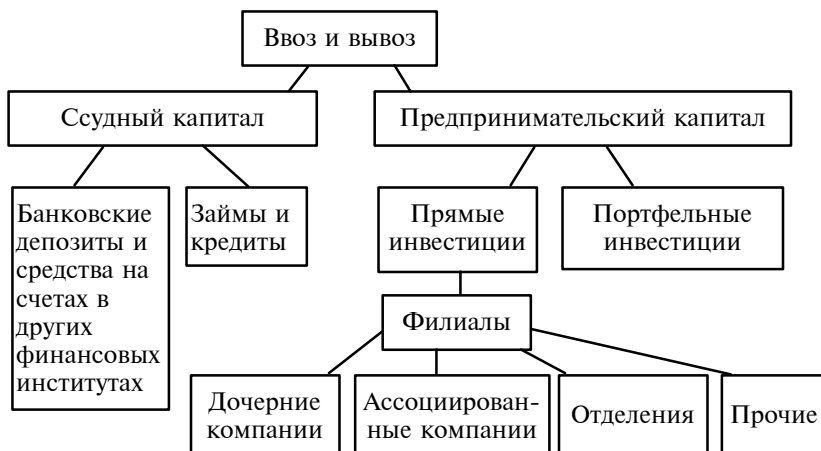 Ввоз и вывоз
Ссудный капитал
Предпринимательский капитал
Банковские
депозиты и
средства на
счетах в
других
финансовых
институтах
Займы и
кредиты
Прямые
инвестиции
Портфельные
инвестиции
Филиалы
Дочерние
компании
Ассоциирован-
ные компании
Отделения
Прочие